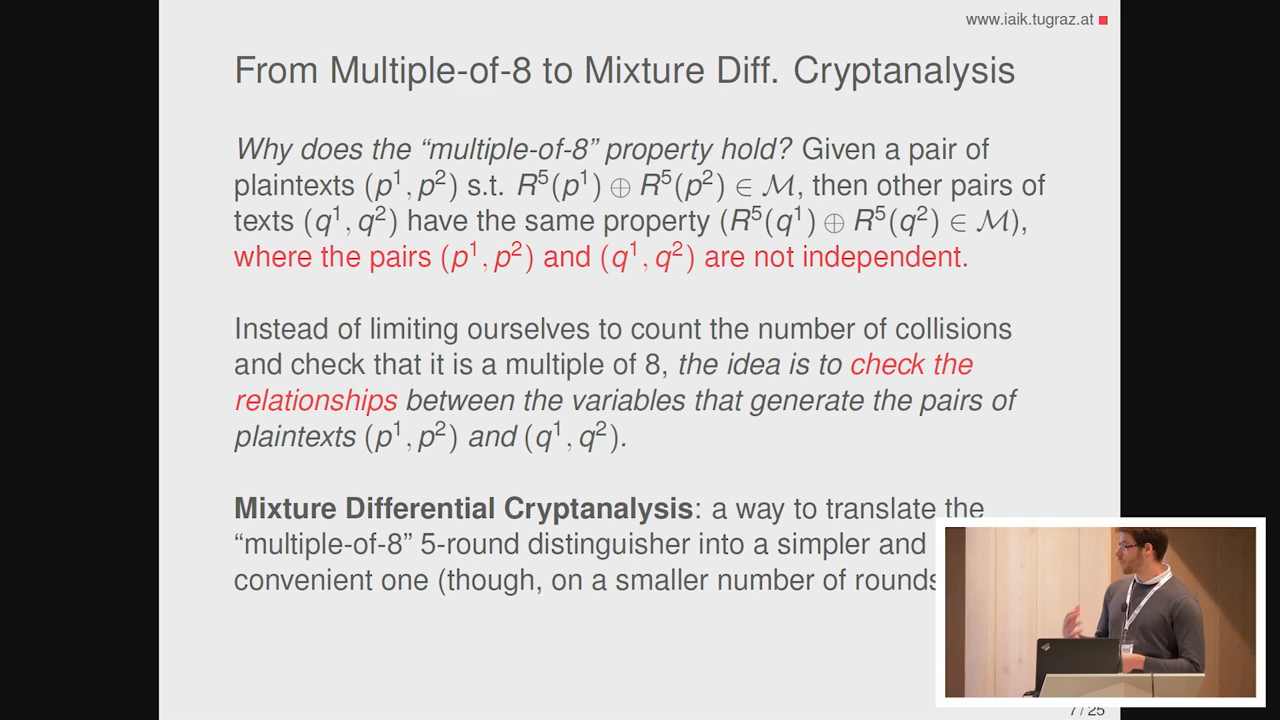 www.iaik.tugraz.at
From Multiple-of-8 to Mixture Diff. Cryptanalysis
Why does the “multiple-of-8” property hold? Given a pair of
plaintexts (p¹, p²) s.t. R⁵(p¹) ⊕ R⁵(p²) ∈ ℳ, then other pairs of
texts (q¹, q²) have the same property (R⁵(q¹) ⊕ R⁵(q²) ∈ ℳ),
where the pairs (p¹, p²) and (q¹, q²) are not independent.
Instead of limiting ourselves to count the number of collisions
and check that it is a multiple of 8, the idea is to check the
relationships between the variables that generate the pairs of
plaintexts (p¹, p²) and (q¹, q²).
Mixture Differential Cryptanalysis: a way to translate the
“multiple-of-8” 5-round distinguisher into a simpler and
convenient one (though, on a smaller number of rounds
7 / 25